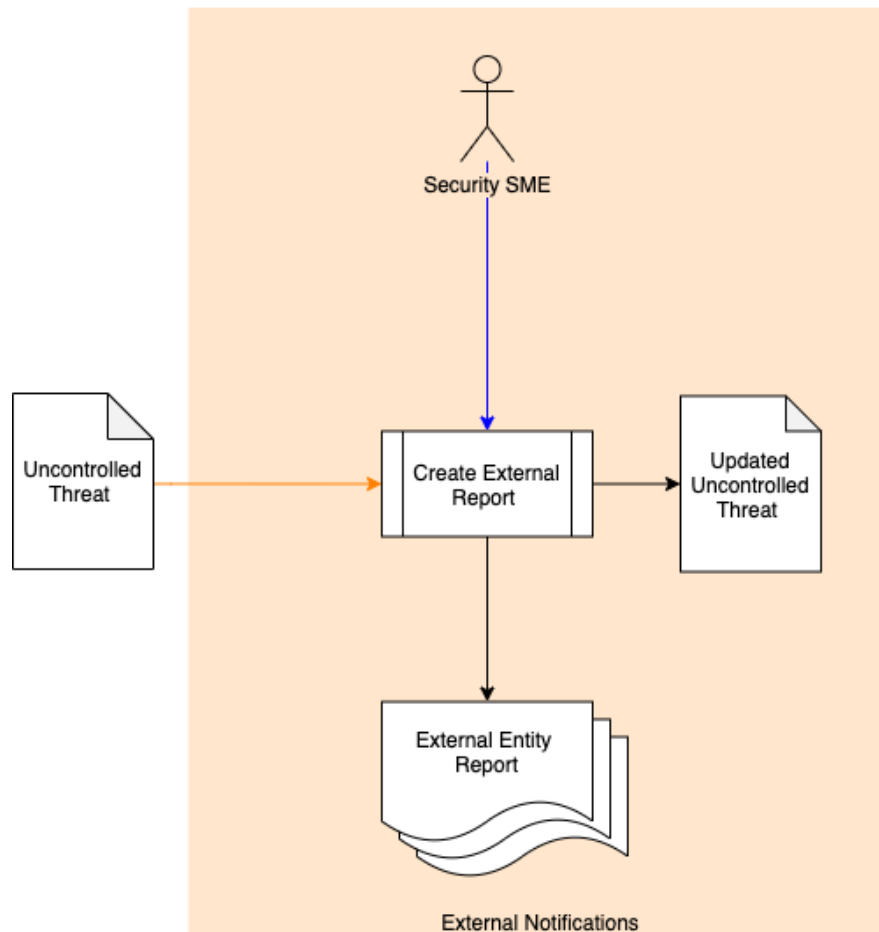 Security SME
Uncontrolled
Threat
Create External
Report
Updated
Uncontrolled
Threat
External Entity
Report
External Notifications